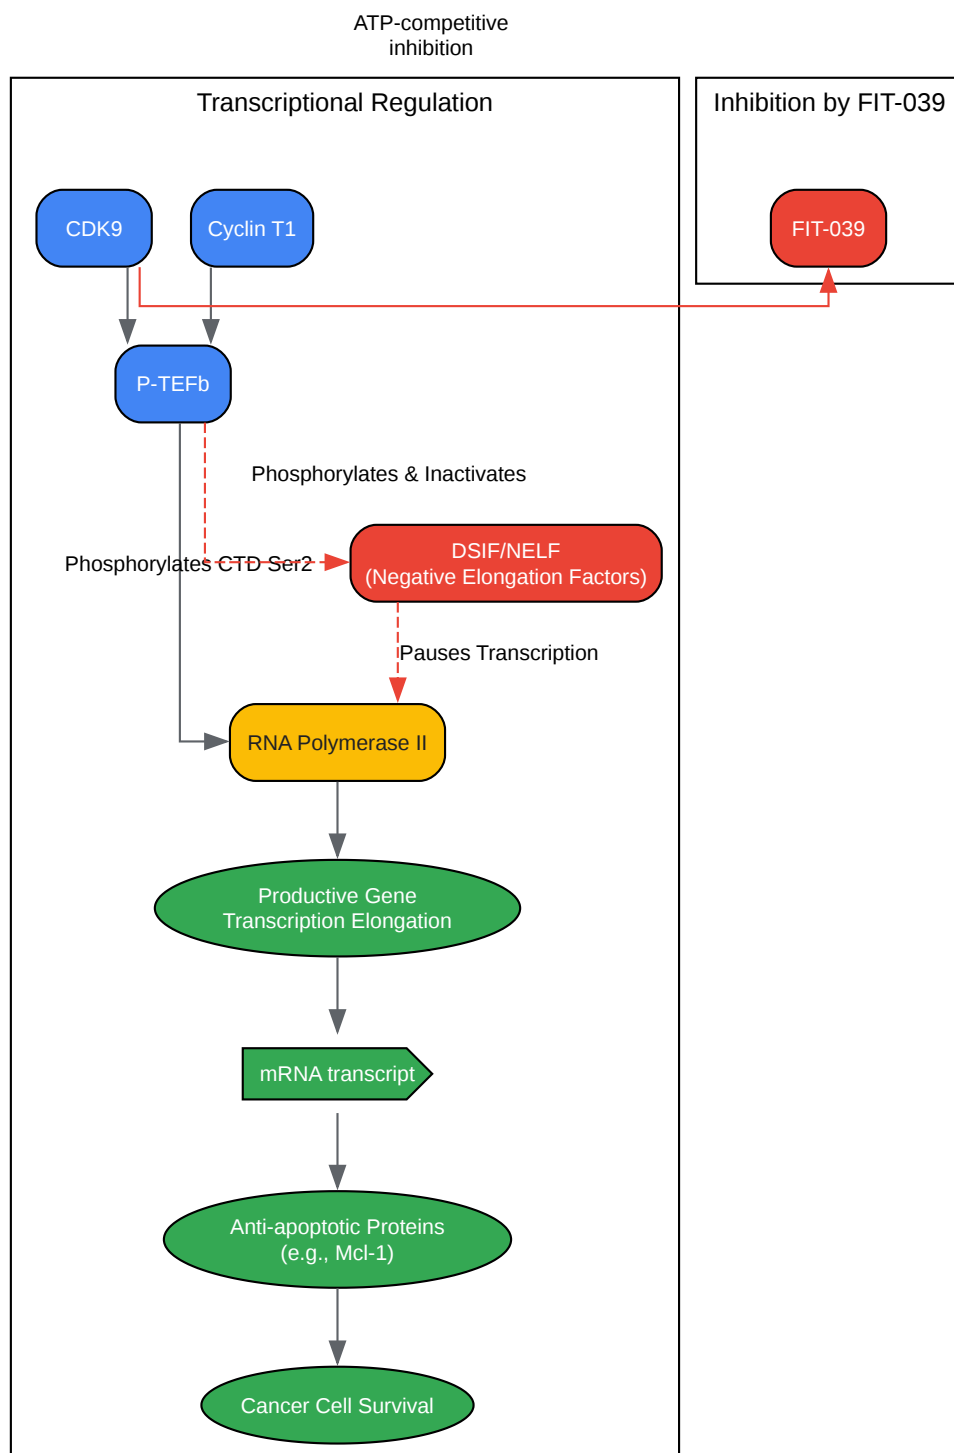 ATP-competitive
inhibition
Transcriptional Regulation
Inhibition by FIT-039
CDK9
Cyclin T1
FIT-039
P-TEFb
Phosphorylates & Inactivates
DSIF/NELF
Phosphorylates CTD Ser2
(Negative Elongation Factors)
Pauses Transcription
RNA Polymerase II
Productive Gene
Transcription Elongation
mRNA transcript
Anti-apoptotic Proteins
(e.g., Mcl-1)
Cancer Cell Survival